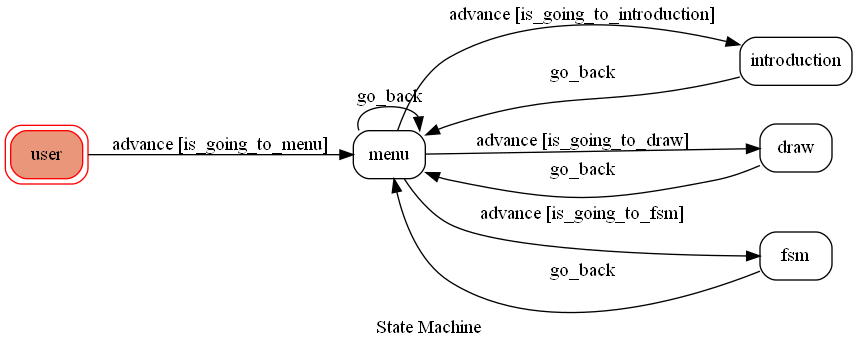 advance [is_going_to_introduction]
introduction
go_back
go_back
user
advance [is_going_to_menu]
menu
advance [is_going_to_draw]
draw
go_back
advance [is_going_to_fsm]
fsm
go_back
State Machine